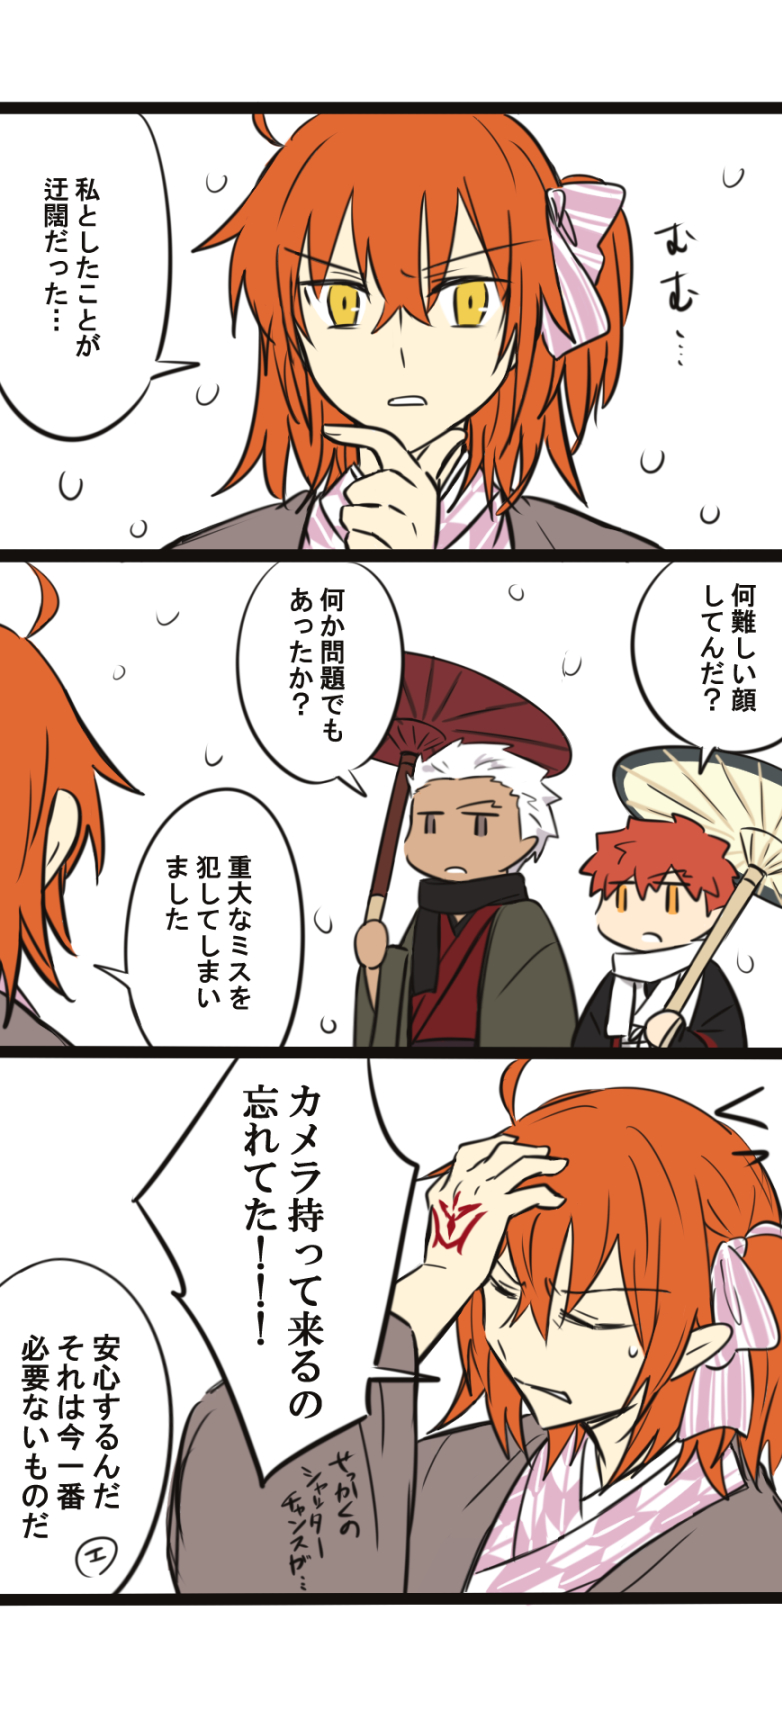 むむ…
私としたことが
迂闊だった…
何難しい顔
してんだ？
何か問題でも
あったか？
重大なミスを
犯してしまい
ました
カメラ持って来るの
忘れてた！！！
せっかくの
シャッター
チャンスが…
安心するんだ
それは今一番
必要ないものだ
エ